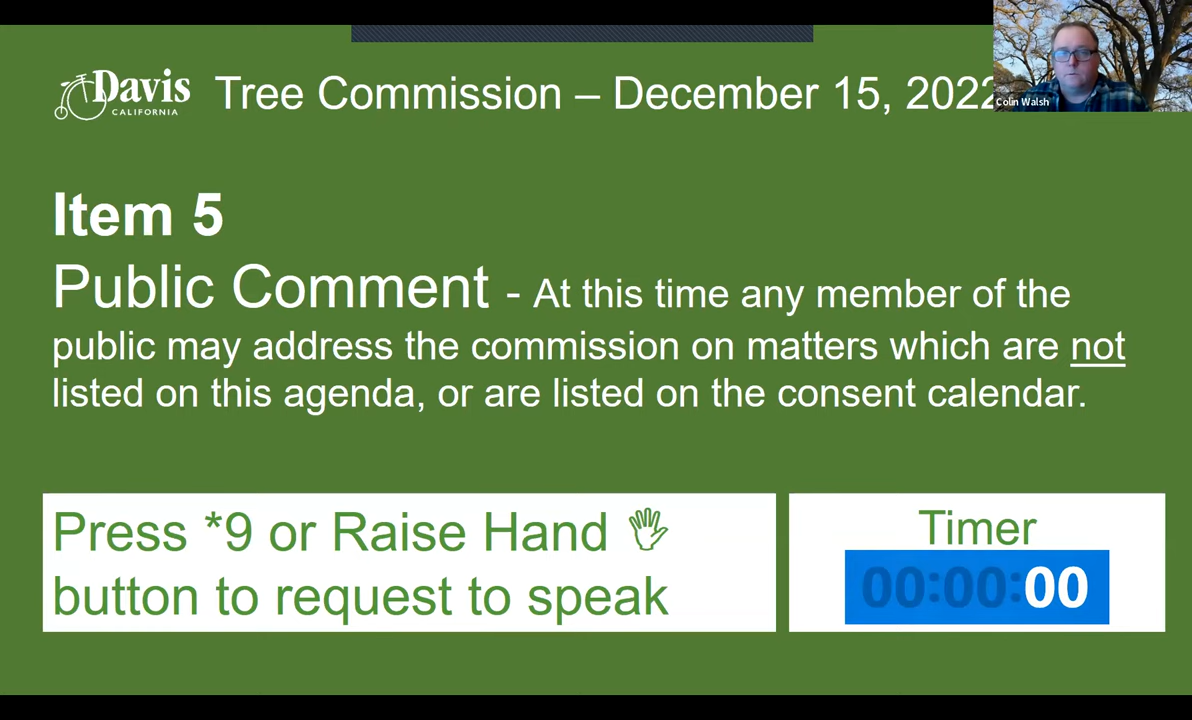 Davis
CALIFORNIA
Tree Commission – December 15, 2022
Colin Walsh
Item 5
Public Comment - At this time any member of the
public may address the commission on matters which are not
listed on this agenda, or are listed on the consent calendar.
Press *9 or Raise Hand
button to request to speak
Timer
00:00:00